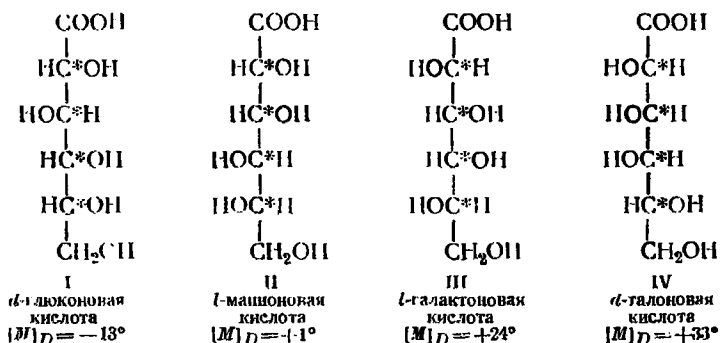 COOH COOH COOH COOH
HC*OH HC*OH HOC*H HOC*H
HOC*H HC*OH HC*OH HOC*H
HC*OH HOC*H HC*OH HOC*H
HC*OH HOC*H HOC*H HC*OH
CH₂OH CH₂OH CH₂OH CH₂OH
I II III IV
d-глюконовая l-манноновая l-галактоновая d-талоновая
кислота кислота кислота кислота
[M]D=−13° [M]D=+1° [M]D=+24° [M]D=+33°